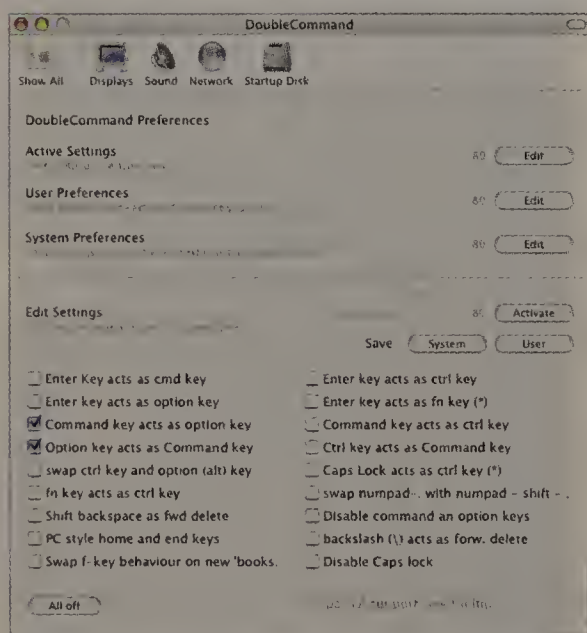 DoubleCommand
Show All Displays Sound Network Startup Disk
DoubleCommand Preferences
Active Settings
Edit
User Preferences
Edit
System Preferences
Edit
Edit Settings
Activate
Save System User
Enter Key acts as cmd key
Enter key acts as ctrl key
Enter key acts as option key
Enter key acts as fn key (*)
Command key acts as option key
Command key acts as ctrl key
Option key acts as Command key
Ctrl key acts as Command key
swap ctrl key and option (alt) key
Caps Lock acts as ctrl key (*)
fn key acts as ctrl key
swap numpad-. with numpad - shift - .
Shift backspace as fwd delete
Disable command an option keys
PC style home and end keys
backslash (\) acts as forw. delete
Swap f-key behaviour on new 'books.
Disable Caps lock
All off